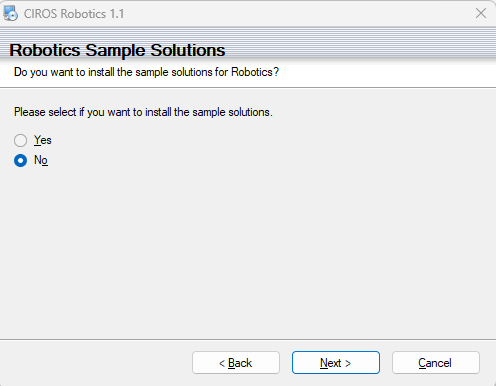 CIROS Robotics 1.1
Robotics Sample Solutions
Do you want to install the sample solutions for Robotics?
Please select if you want to install the sample solutions.
Yes
No
< Back
Next >
Cancel